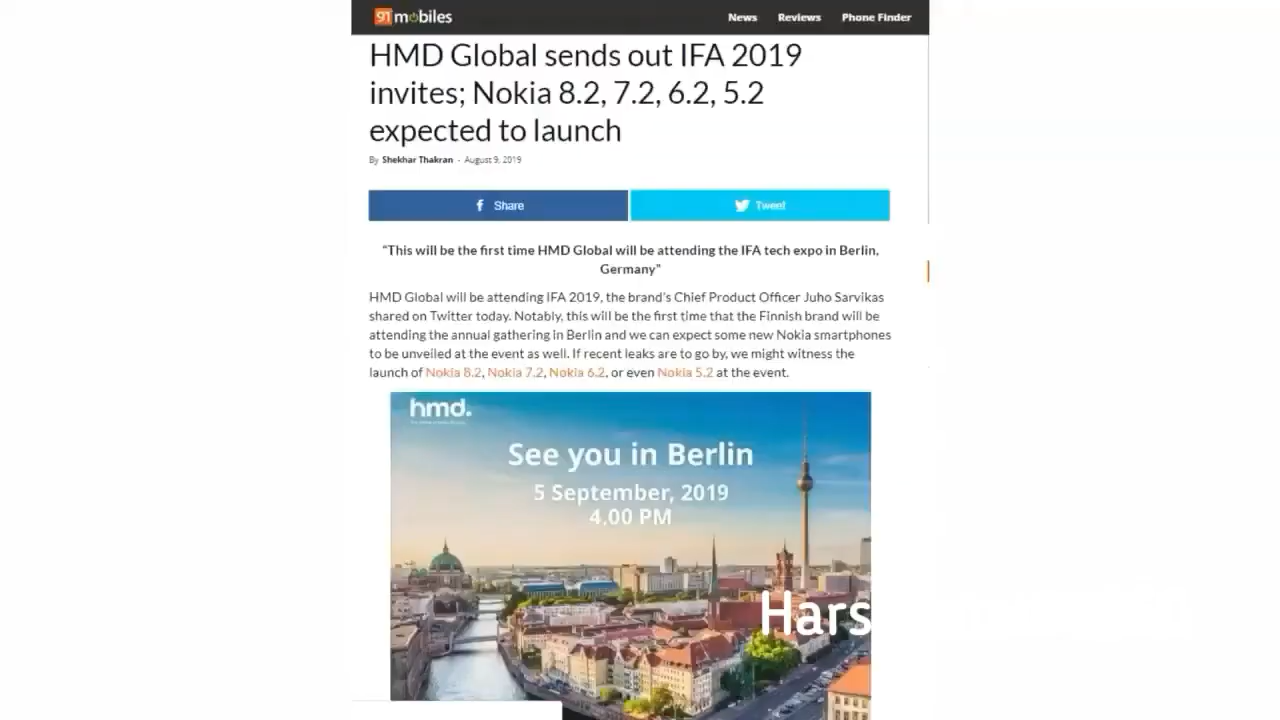 91mobiles
News Reviews Phone Finder
HMD Global sends out IFA 2019
invites; Nokia 8.2, 7.2, 6.2, 5.2
expected to launch
By Shekhar Thakran - August 9, 2019
Share
Tweet
“This will be the first time HMD Global will be attending the IFA tech expo in Berlin,
Germany”
HMD Global will be attending IFA 2019, the brand’s Chief Product Officer Juho Sarvikas
shared on Twitter today. Notably, this will be the first time that the Finnish brand will be
attending the annual gathering in Berlin and we can expect some new Nokia smartphones
to be unveiled at the event as well. If recent leaks are to go by, we might witness the
launch of Nokia 8.2, Nokia 7.2, Nokia 6.2, or even Nokia 5.2 at the event.
hmd.
See you in Berlin
5 September, 2019
4.00 PM
Hars